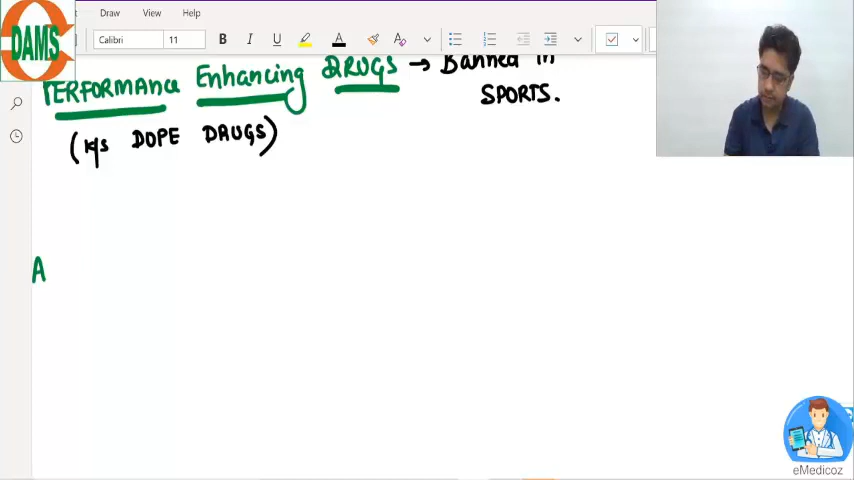 DAMS
Draw View Help
Calibri 11 B I U A A
PERFORMANCE Enhancing DRUGS → Banned in
SPORTS.
(k/s DOPE DRUGS)
A
eMedicoz